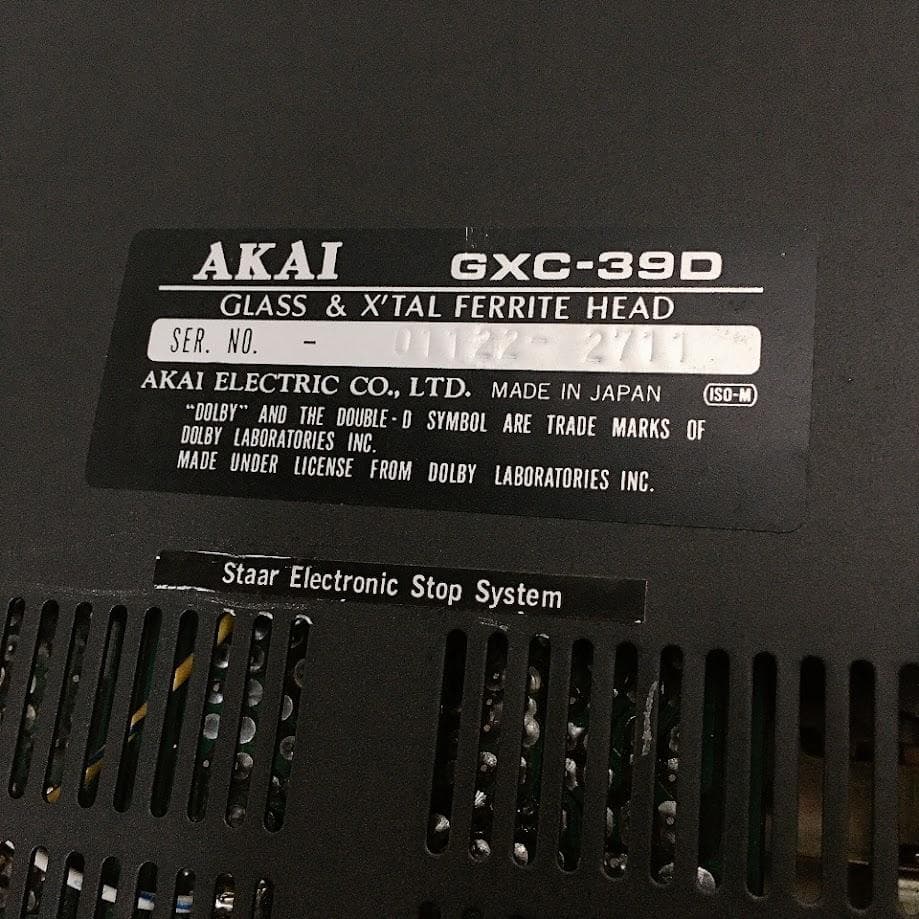 AKAI GXC-39D
GLASS & X'TAL FERRITE HEAD
SER. NO. - 01122-2711
AKAI ELECTRIC CO., LTD. MADE IN JAPAN ISO-M
"DOLBY" AND THE DOUBLE-D SYMBOL ARE TRADE MARKS OF
DOLBY LABORATORIES INC.
MADE UNDER LICENSE FROM DOLBY LABORATORIES INC.
Staar Electronic Stop System